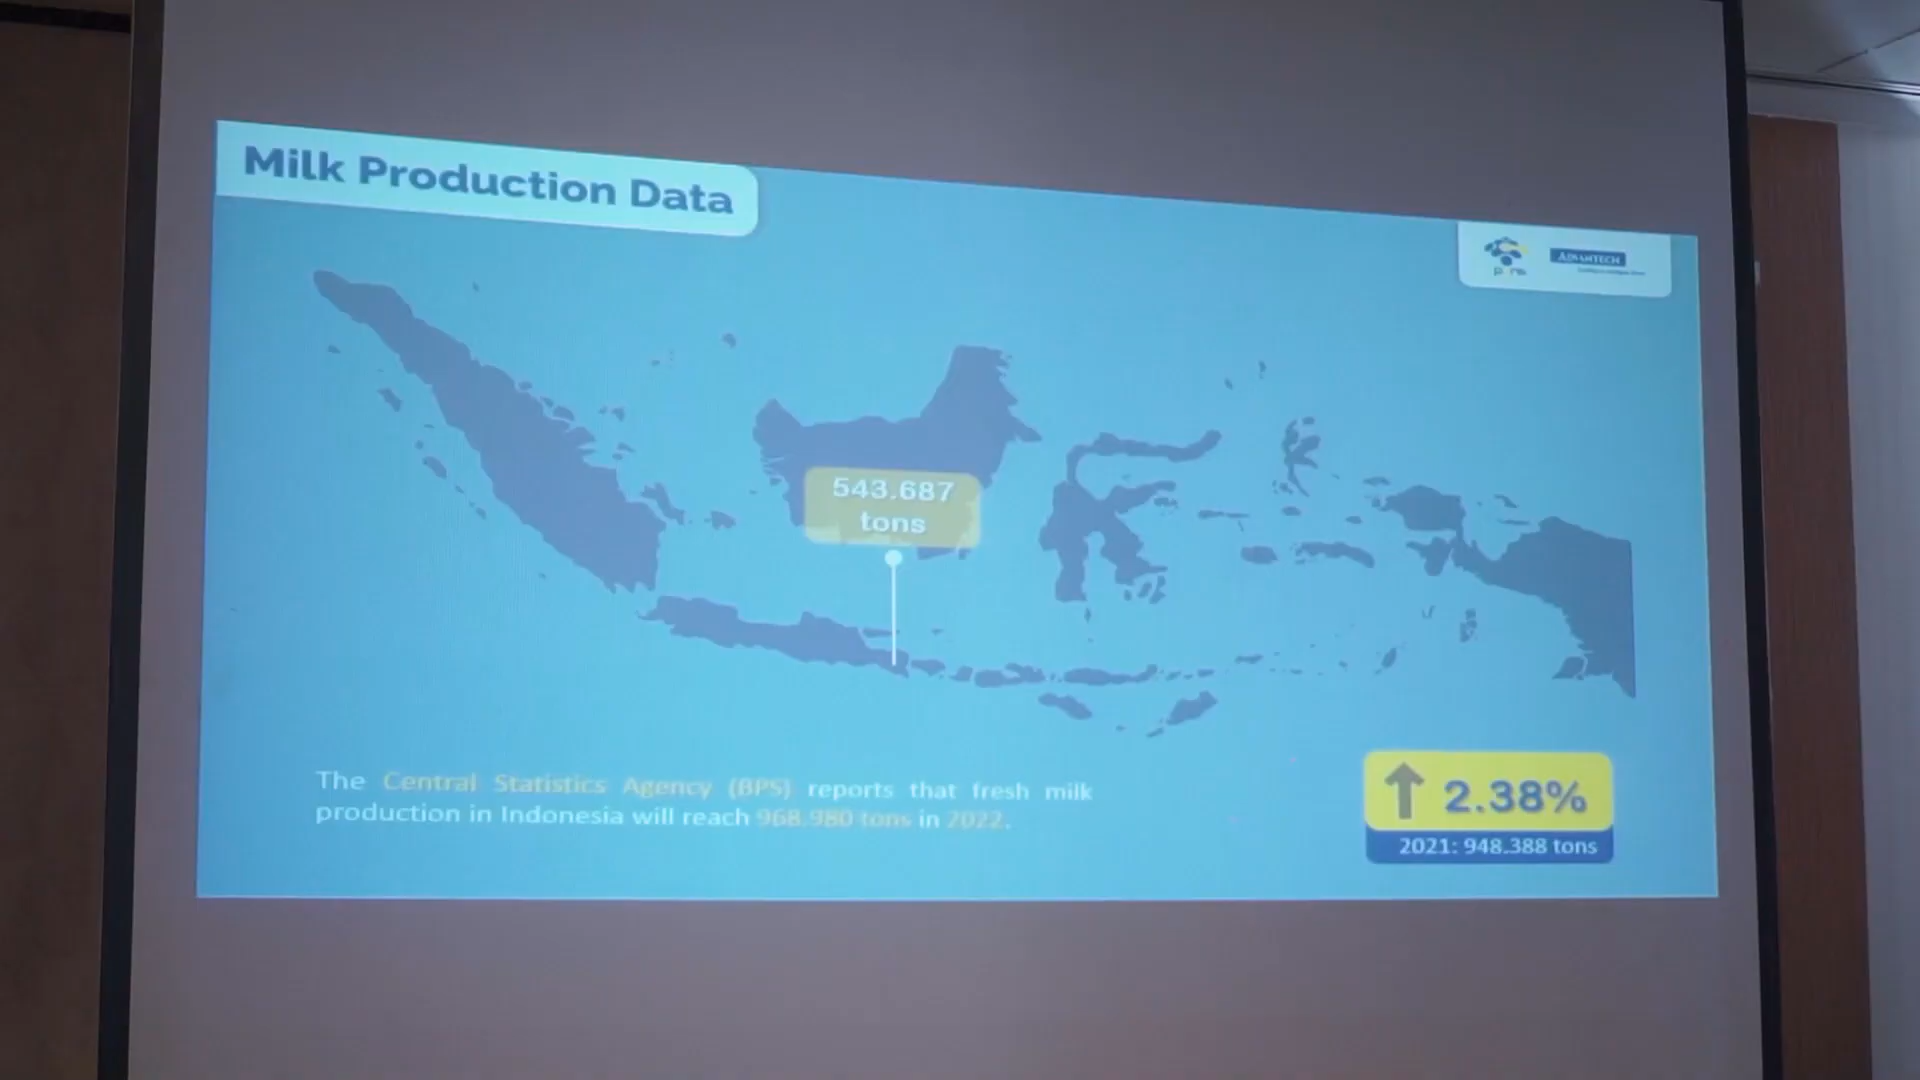 Milk Production Data
ADVANTECH
543.687
tons
The Central Statistics Agency (BPS) reports that fresh milk
production in Indonesia will reach 968.980 tons in 2022.
2.38%
2021: 948.388 tons